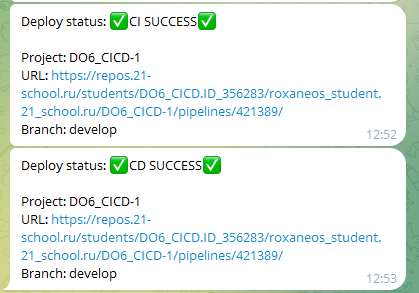 Deploy status: ✅CI SUCCESS✅
Project: DO6_CICD-1
URL: https://repos.21-
school.ru/students/DO6_CICD.ID_356283/roxaneos_student.
21_school.ru/DO6_CICD-1/pipelines/421389/
Branch: develop
12:52
Deploy status: ✅CD SUCCESS✅
Project: DO6_CICD-1
URL: https://repos.21-
school.ru/students/DO6_CICD.ID_356283/roxaneos_student.
21_school.ru/DO6_CICD-1/pipelines/421389/
Branch: develop
12:53